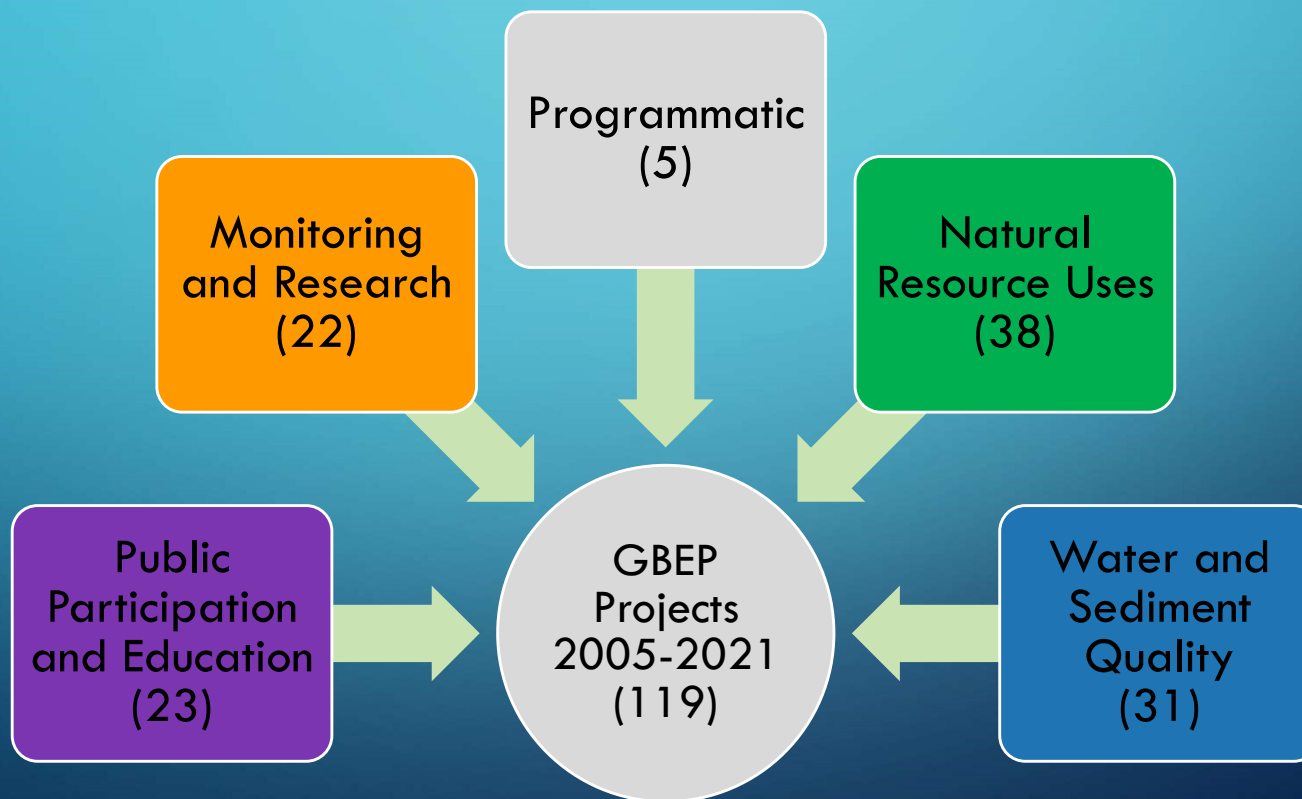 Programmatic
(5)
Monitoring
and Research
(22)
Natural
Resource Uses
(38)
Public
Participation
and Education
(23)
GBEP
Projects
2005-2021
(119)
Water and
Sediment
Quality
(31)